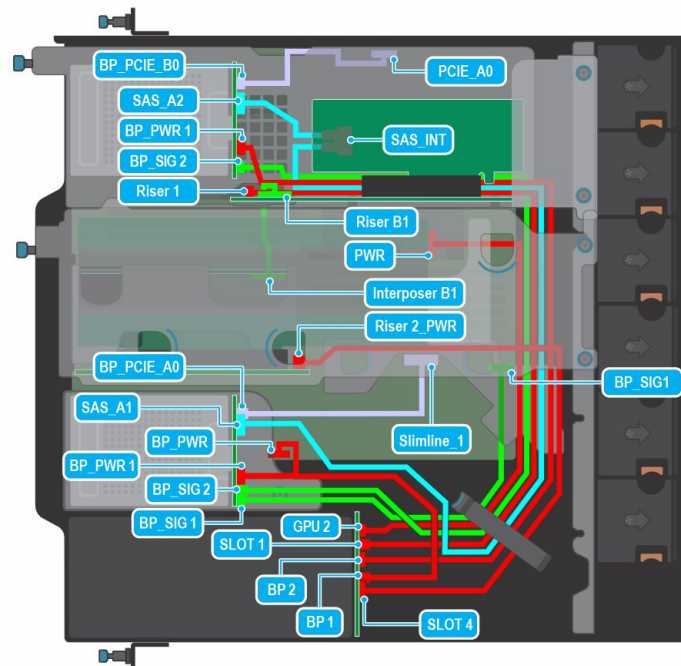 BP_PCIE_B0
PCIE_A0
SAS_A2
BP_PWR 1
SAS_INT
BP_SIG 2
Riser 1
Riser B1
PWR
Interposer B1
Riser 2_PWR
BP_PCIE_A0
BP_SIG1
SAS_A1
BP_PWR
Slimline_1
BP_PWR 1
BP_SIG 2
BP_SIG 1
GPU 2
SLOT 1
BP 2
BP 1
SLOT 4